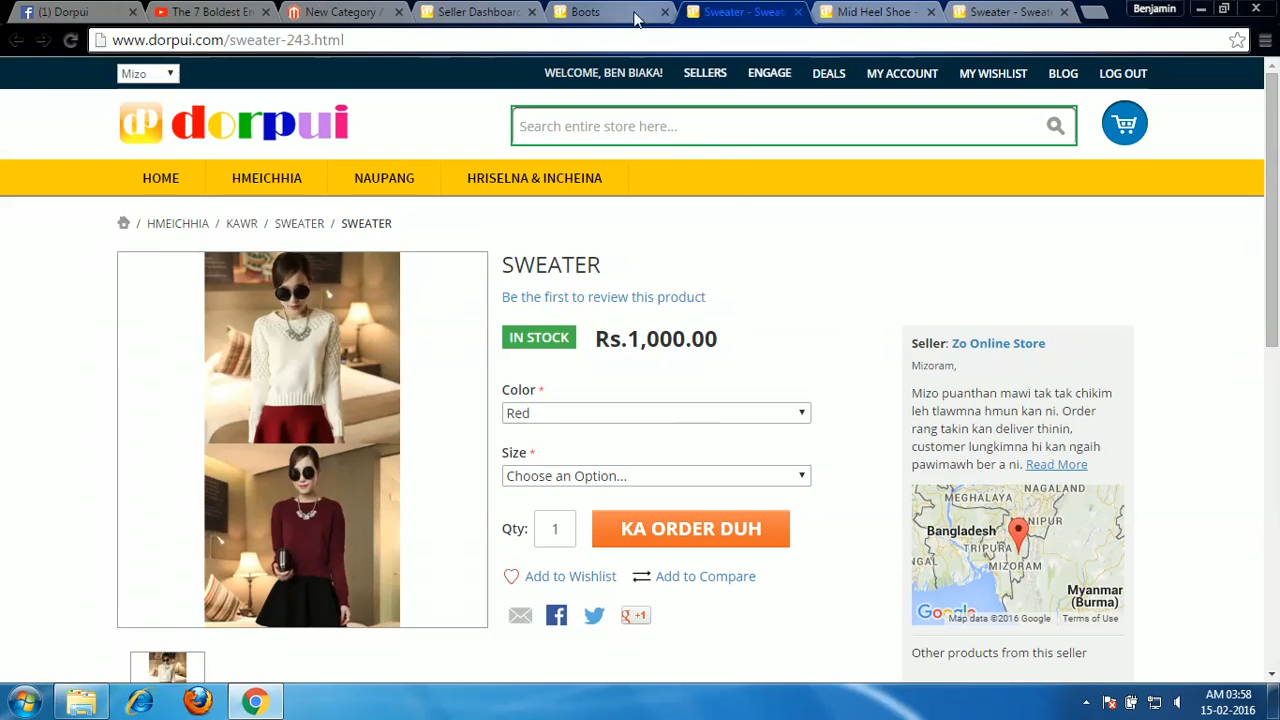 (1) Dorpui
The 7 Boldest En
New Category /
Seller Dashboard
Boots
Sweater - Sweat
Mid Heel Shoe -
Sweater - Sweate
Benjamin
www.dorpui.com/sweater-243.html
Mizo
WELCOME, BEN BIAKA!
SELLERS
ENGAGE
DEALS
MY ACCOUNT
MY WISHLIST
BLOG
LOG OUT
dp dorpui
Search entire store here...
HOME
HMEICHHIA
NAUPANG
HRISELNA & INCHEINA
/ HMEICHHIA / KAWR / SWEATER / SWEATER
SWEATER
Be the first to review this product
IN STOCK
Rs.1,000.00
Color *
Red
Size *
Choose an Option...
Qty: 1
KA ORDER DUH
Add to Wishlist
Add to Compare
g +1
Seller: Zo Online Store
Mizoram,
Mizo puanthan mawi tak tak chikim
leh tlawmna hmun kan ni. Order
rang takin kan deliver thinin,
customer lungkimna hi kan ngaih
pawimawh ber a ni. Read More
MEGHALAYA
NAGALAND
Bangladesh
NIPUR
TRIPURA
MIZORAM
Myanmar
(Burma)
Google
Map data ©2016 Google
Terms of Use
Other products from this seller
AM 03:58
15-02-2016